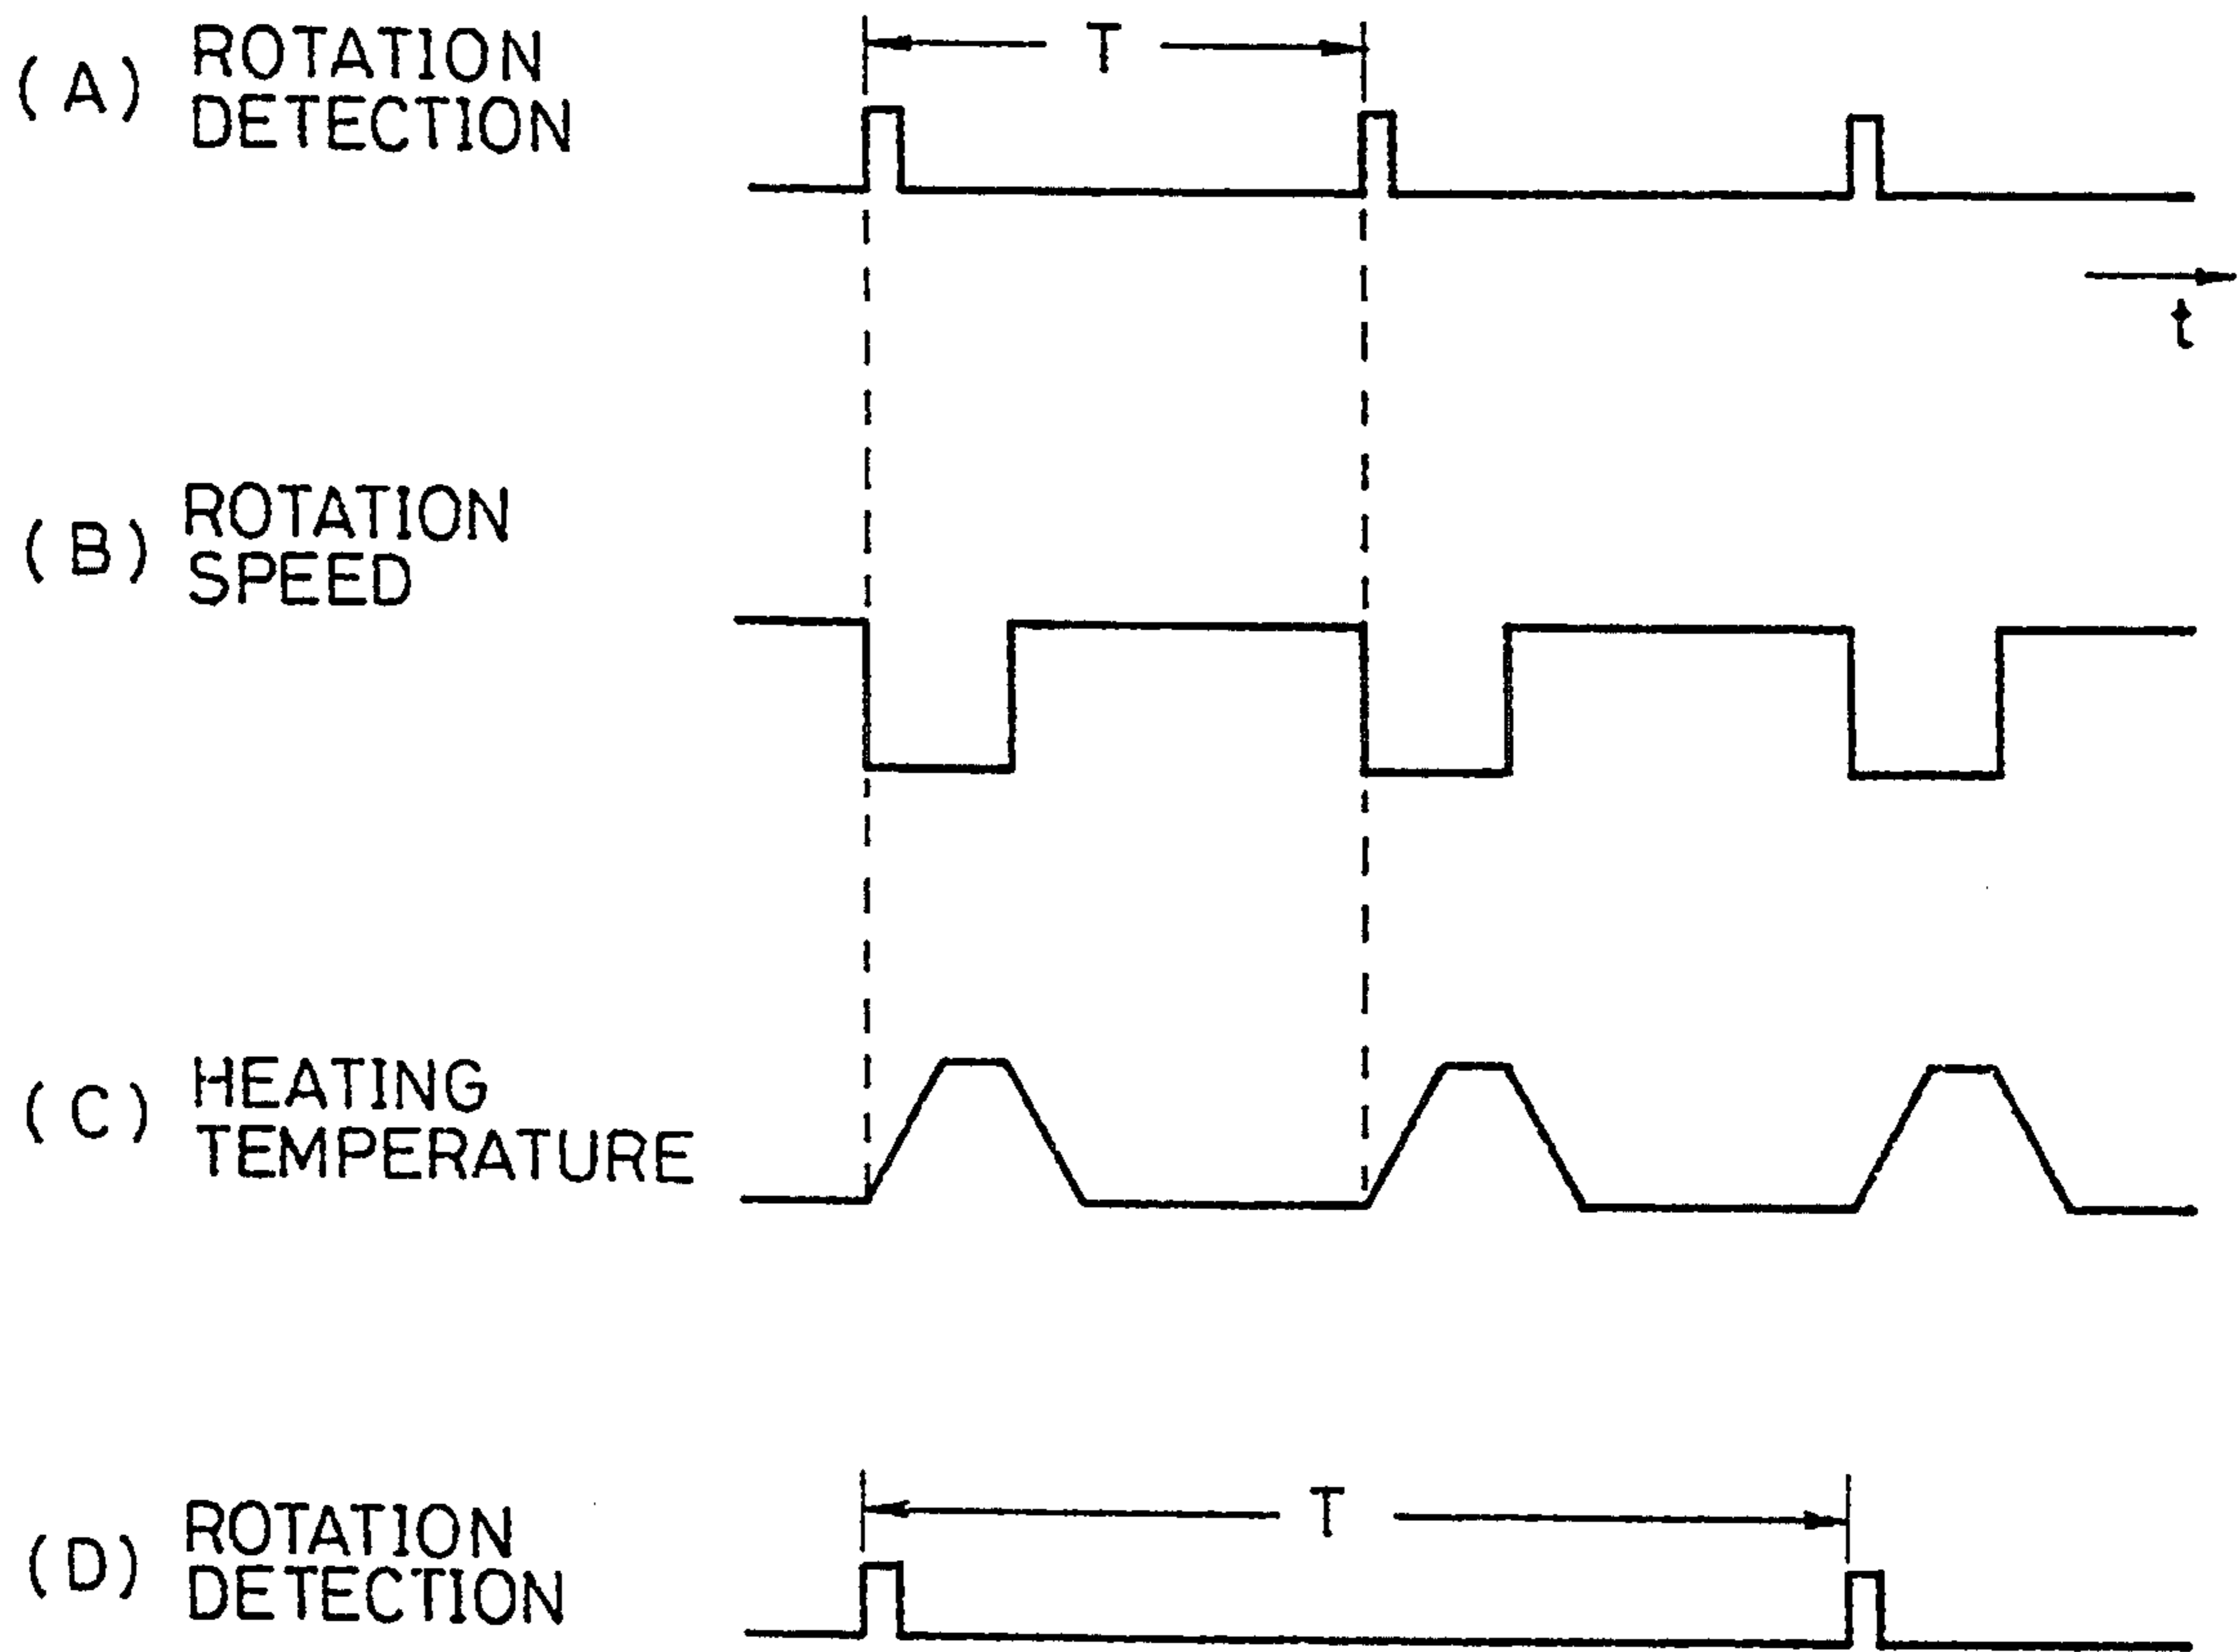 (A) ROTATION
DETECTION
T
t
(B) ROTATION
SPEED
(C) HEATING
TEMPERATURE
(D) ROTATION
DETECTION
T